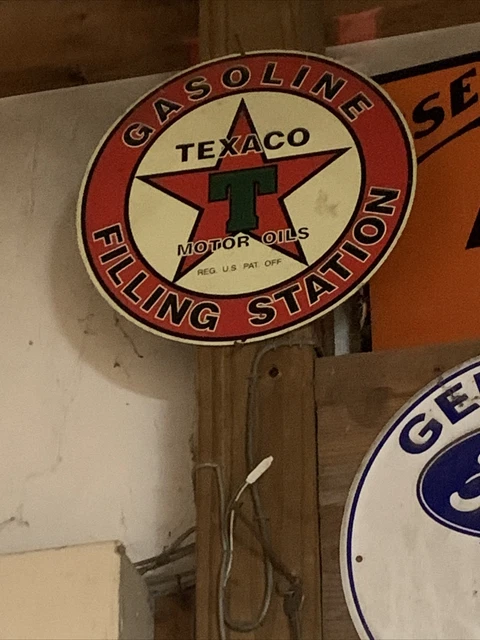 GASOLINE
TEXACO
T
MOTOR OILS
REG. U.S PAT. OFF
FILLING STATION
SE
GE